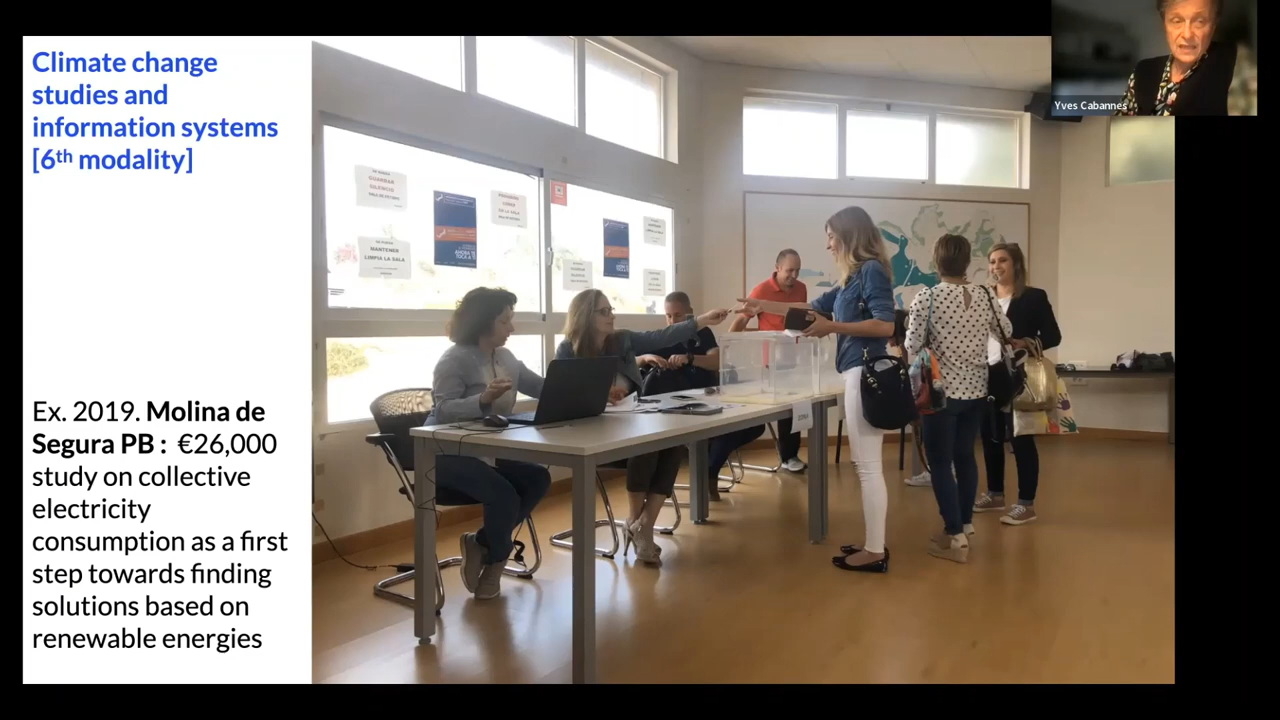 Climate change
studies and
information systems
[6th modality]
Ex. 2019. Molina de
Segura PB : €26,000
study on collective
electricity
consumption as a first
step towards finding
solutions based on
renewable energies
Yves Cabannes
GUARDAR
SILENCIO
MANTENER
LIMPIA LA SALA